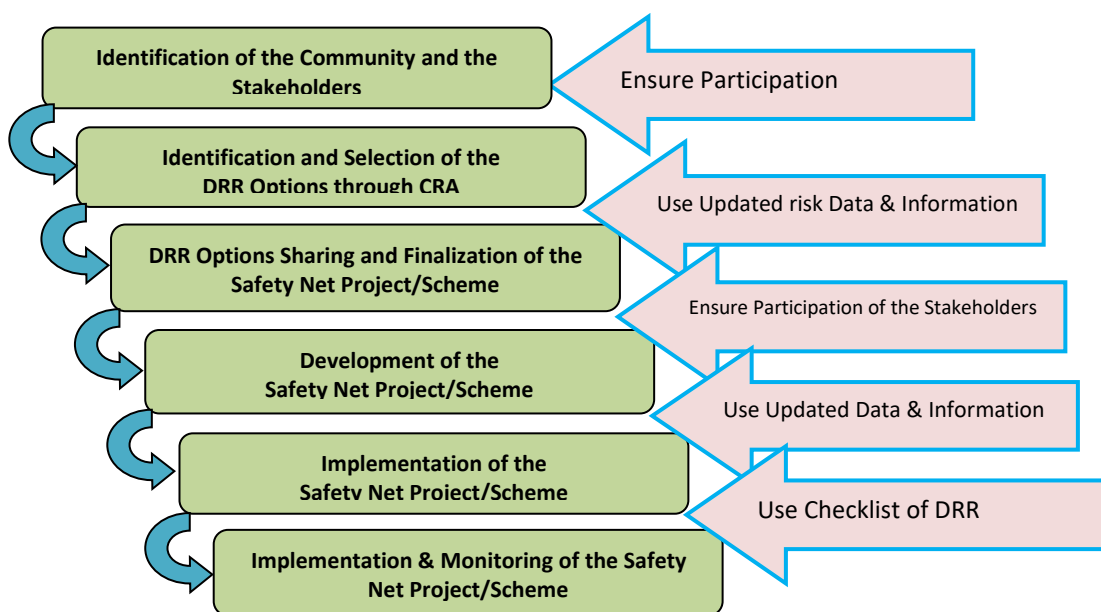 Identification of the Community and the
Stakeholders
Ensure Participation
Identification and Selection of the
DRR Options through CRA
Use Updated risk Data & Information
DRR Options Sharing and Finalization of the
Safety Net Project/Scheme
Ensure Participation of the Stakeholders
Development of the
Safety Net Project/Scheme
Use Updated Data & Information
Implementation of the
Safety Net Project/Scheme
Use Checklist of DRR
Implementation & Monitoring of the Safety
Net Project/Scheme